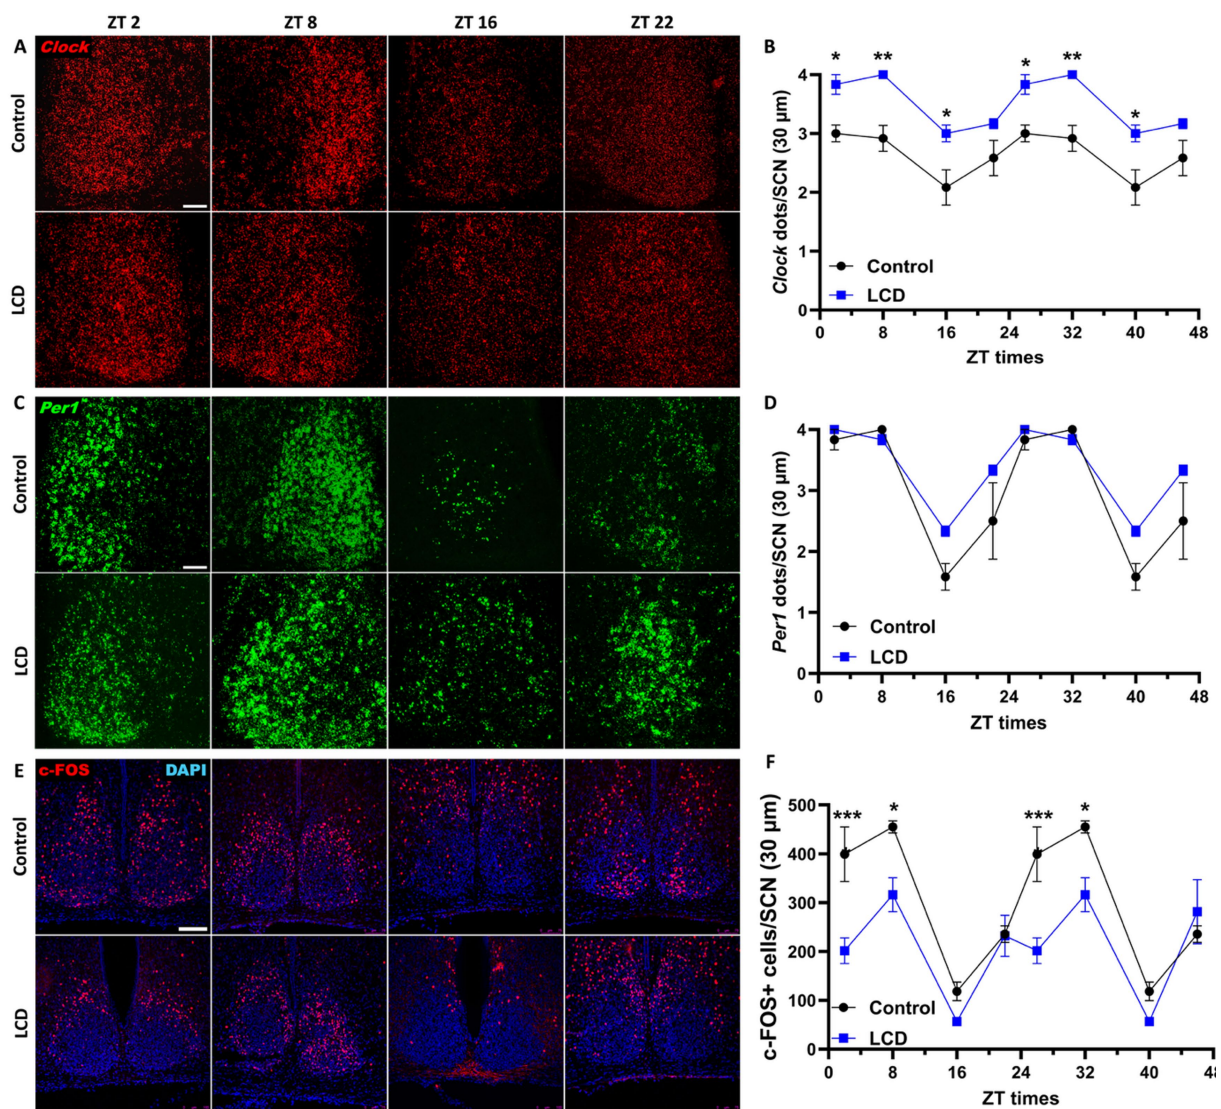 ZT 2 ZT 8 ZT 16 ZT 22
A Clock
Control
LCD
B
* ** * * ** *
Clock dots/SCN (30 µm)
4
3
2
1
0
Control
LCD
0 8 16 24 32 40 48
ZT times
C Per1
Control
LCD
D
Per1 dots/SCN (30 µm)
4
3
2
1
0
Control
LCD
0 8 16 24 32 40 48
ZT times
E c-FOS DAPI
Control
LCD
F
*** * *** *
c-FOS+ cells/SCN (30 µm)
500
400
300
200
100
0
Control
LCD
0 8 16 24 32 40 48
ZT times